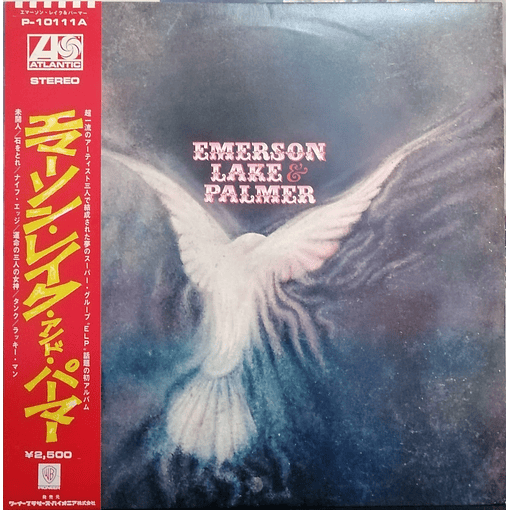 エマーソン・レイク&パーマー
P-10111A
ATLANTIC
STEREO
エマーソン・レイク・アンド・パーマー
超一流のアーティスト三人で結成された夢のスーパー・グループ"ELP"話題の初アルバム
未開人/石をとれ/ナイフ・エッジ/運命の三人の女神/タンク/ラッキー・マン
¥2,500
発売元
ワーナー・ブラザーズ・パイオニア株式会社
EMERSON
LAKE &
PALMER